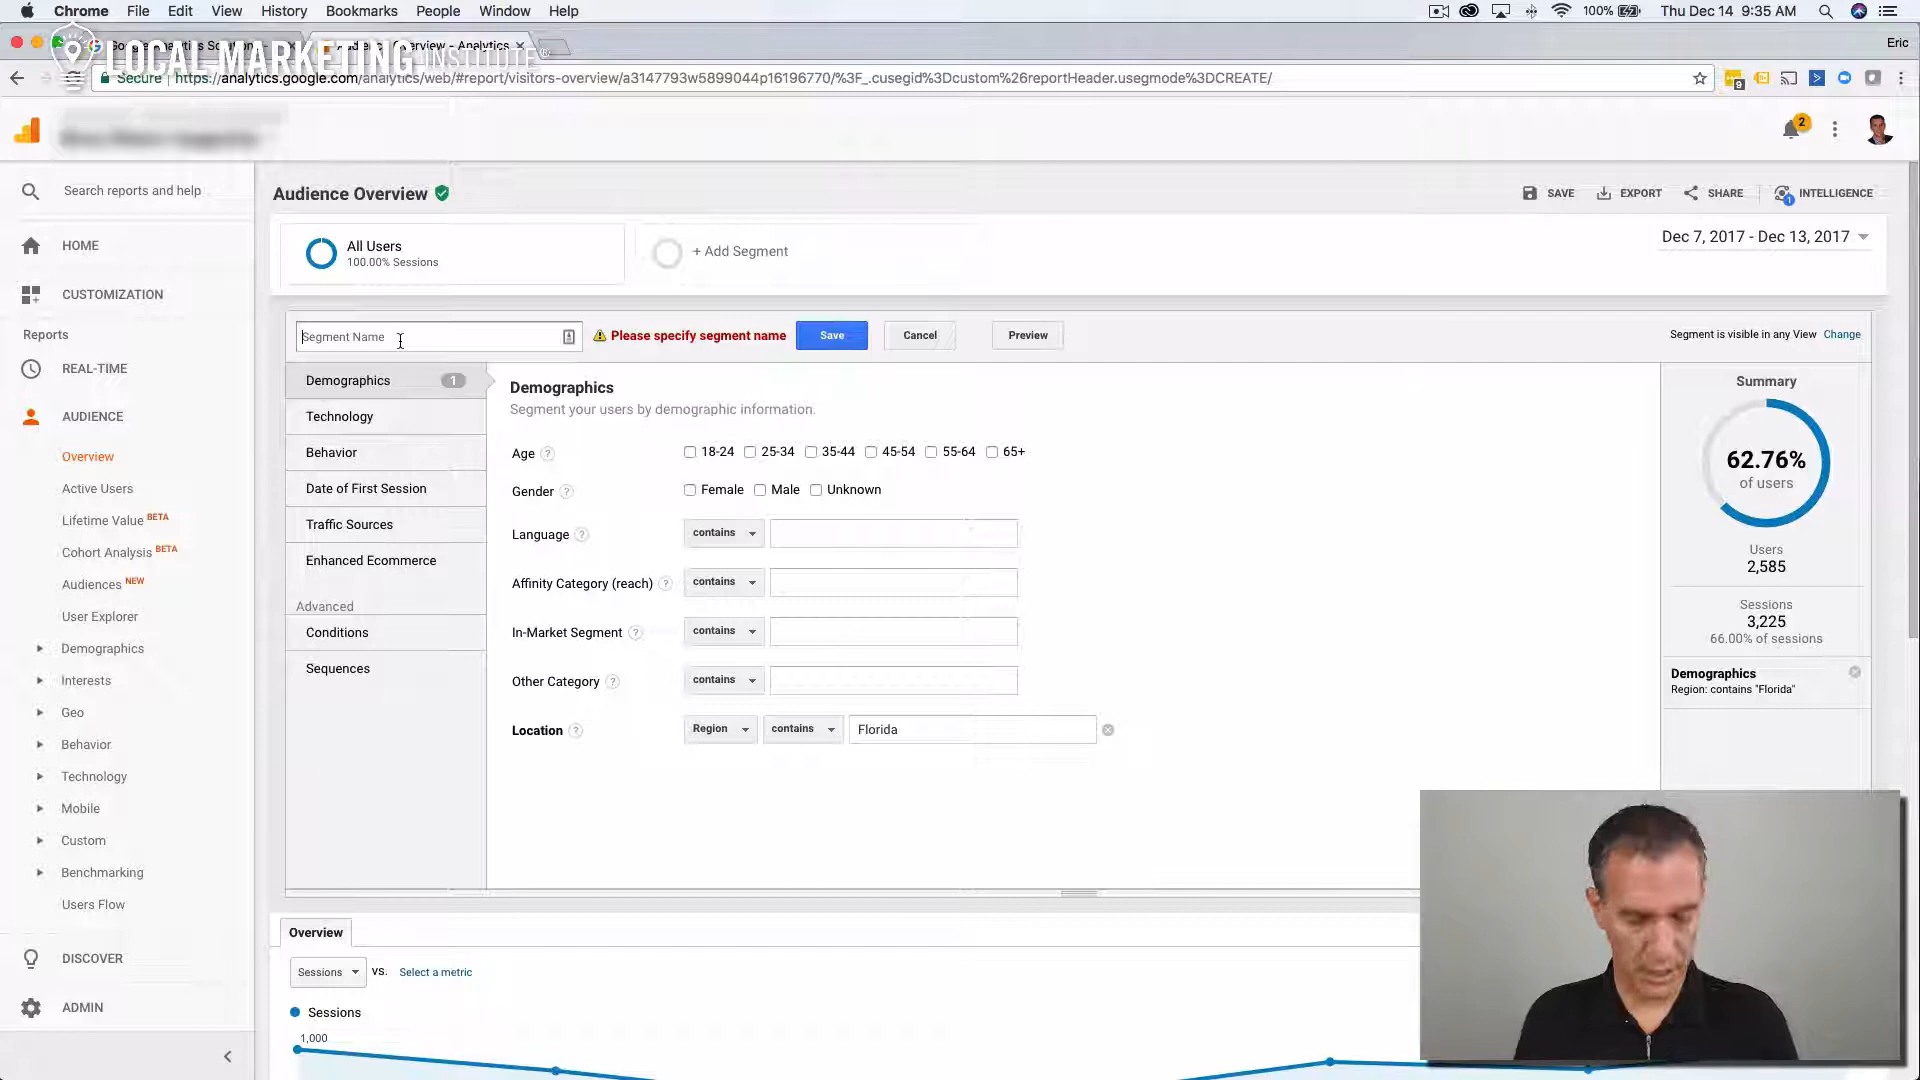 Chrome File Edit View History Bookmarks People Window Help
100% Thu Dec 14 9:35 AM
Audience Overview - Analytics
Eric
LOCAL MARKETING INSTITUTE
Secure https://analytics.google.com/analytics/web/#report/visitors-overview/a3147793w5899044p16196770/%3F_.cusegid%3Dcustom%26reportHeader.usegmode%3DCREATE/
9
2
Search reports and help
HOME
CUSTOMIZATION
Reports
REAL-TIME
AUDIENCE
Overview
Active Users
Lifetime Value BETA
Cohort Analysis BETA
Audiences NEW
User Explorer
Demographics
Interests
Geo
Behavior
Technology
Mobile
Custom
Benchmarking
Users Flow
DISCOVER
ADMIN
Audience Overview
SAVE EXPORT SHARE 1 INTELLIGENCE
All Users
100.00% Sessions
+ Add Segment
Dec 7, 2017 - Dec 13, 2017
Segment Name
Please specify segment name
Save
Cancel
Preview
Segment is visible in any View Change
Demographics 1
Technology
Behavior
Date of First Session
Traffic Sources
Enhanced Ecommerce
Advanced
Conditions
Sequences
Demographics
Segment your users by demographic information.
Age ? 18-24 25-34 35-44 45-54 55-64 65+
Gender ? Female Male Unknown
Language ? contains
Affinity Category (reach) ? contains
In-Market Segment ? contains
Other Category ? contains
Location ? Region contains Florida
Summary
62.76%
of users
Users
2,585
Sessions
3,225
66.00% of sessions
Demographics
Region: contains "Florida"
Overview
Sessions vs. Select a metric
Sessions
1,000